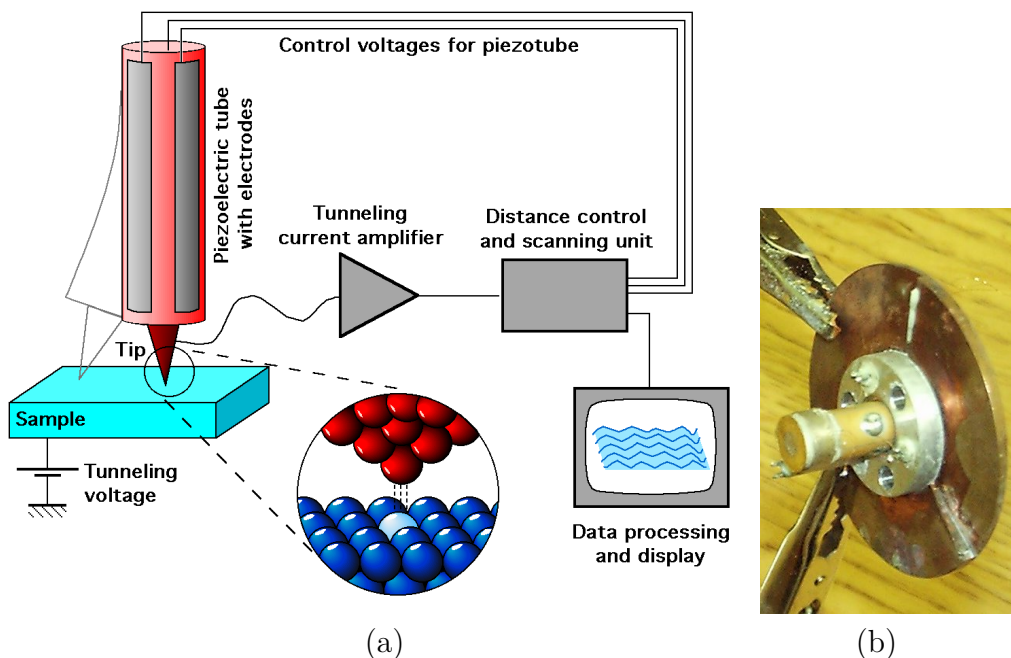 Control voltages for piezotube
Piezoelectric tube
with electrodes
Tunneling
current amplifier
Distance control
and scanning unit
Tip
Sample
Tunneling
voltage
Data processing
and display
(a)
(b)